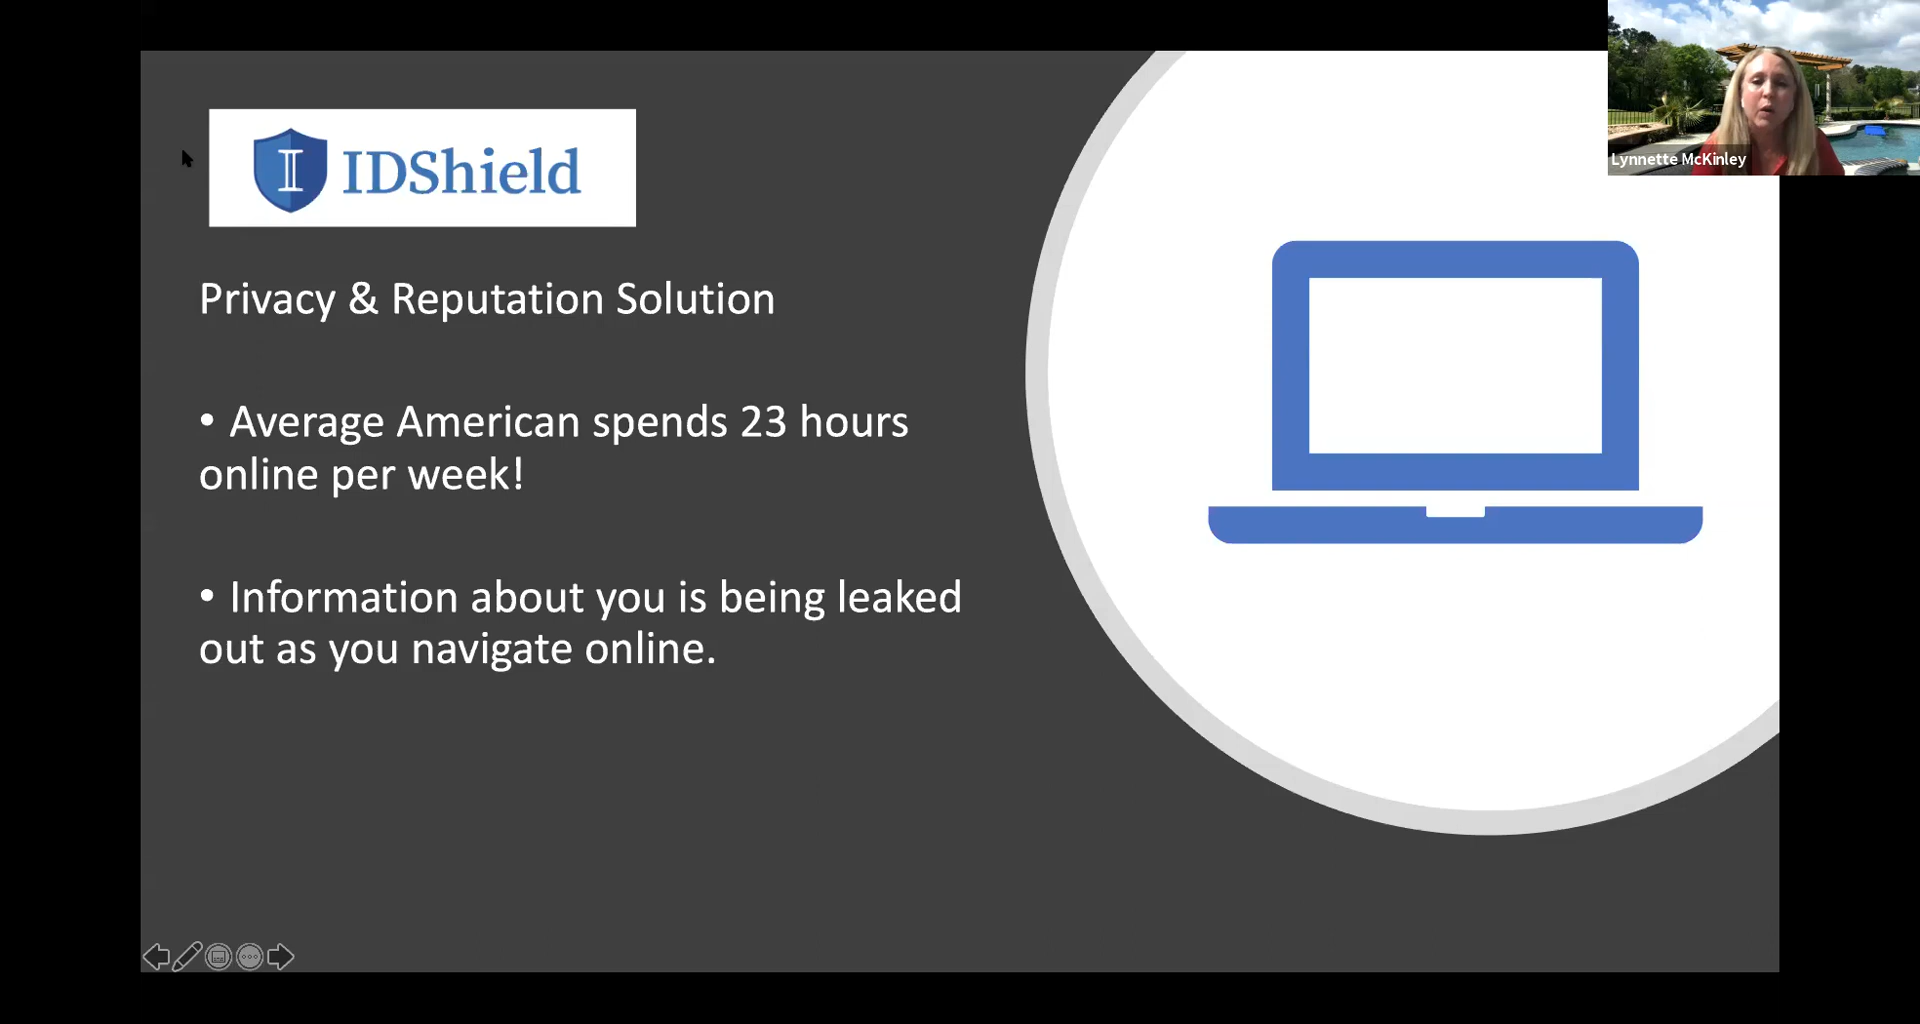 IDShield
Lynnette McKinley
Privacy & Reputation Solution
• Average American spends 23 hours
online per week!
• Information about you is being leaked
out as you navigate online.